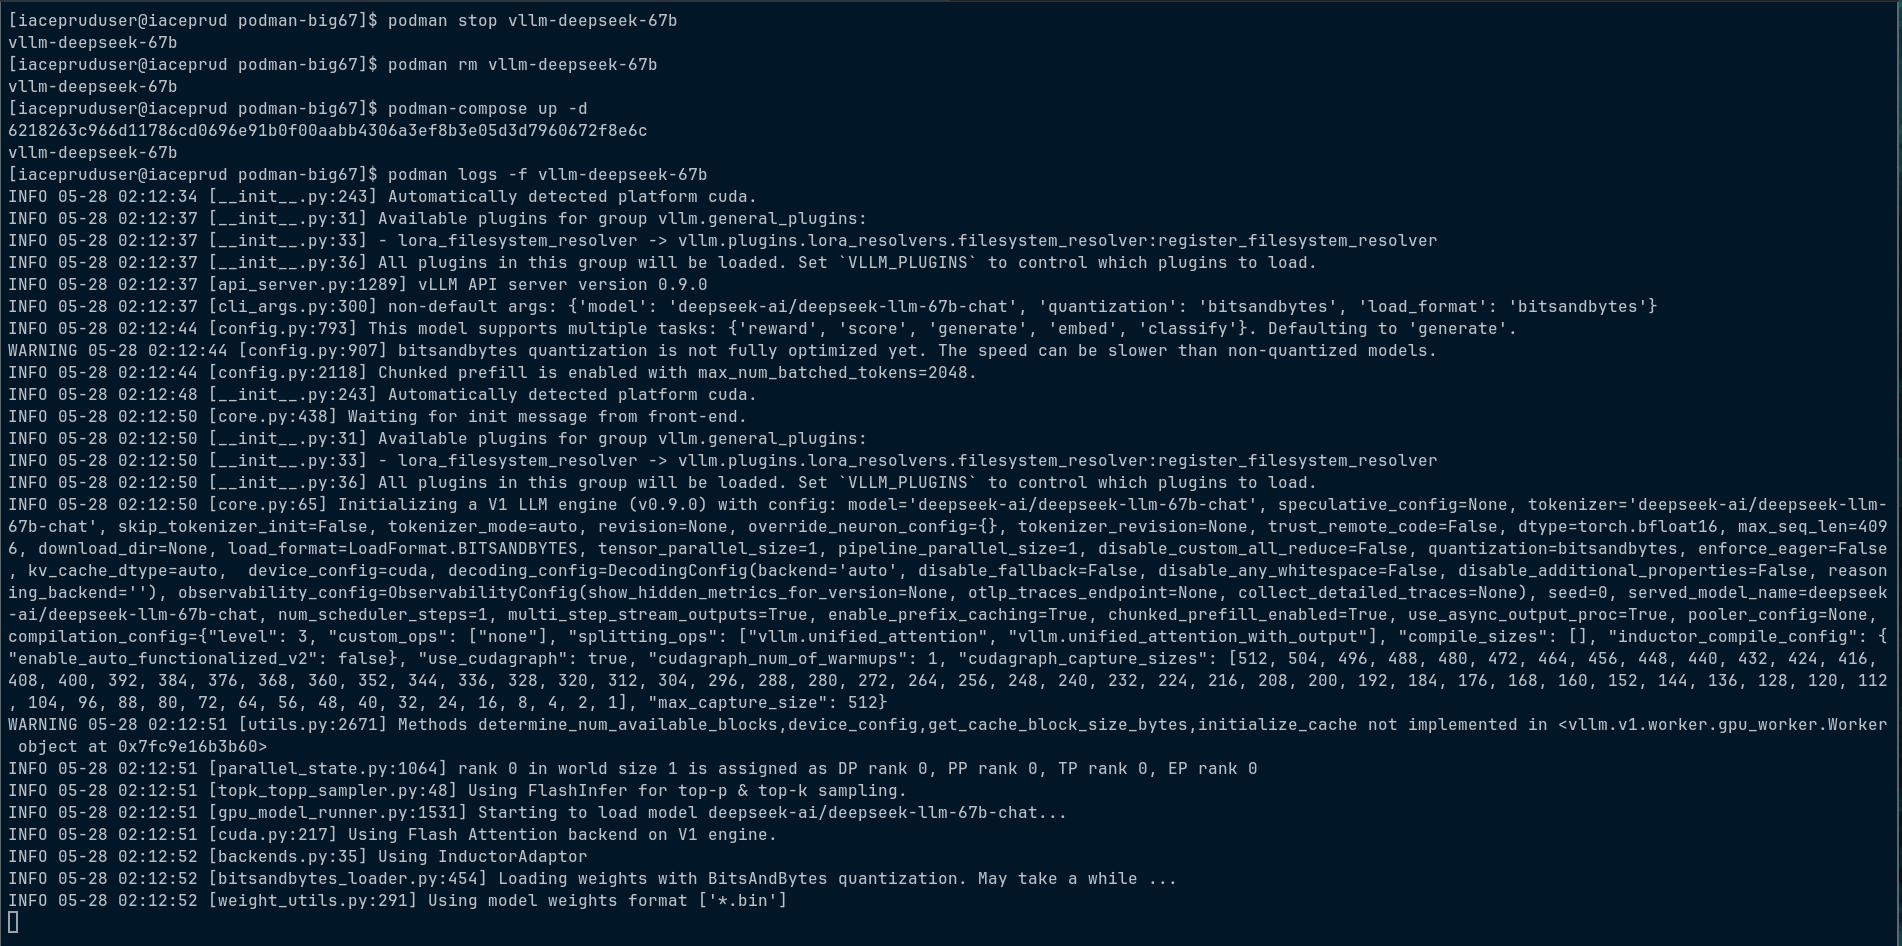 [iacepruduser@iaceprud podman-big67]$ podman stop vllm-deepseek-67b
vllm-deepseek-67b
[iacepruduser@iaceprud podman-big67]$ podman rm vllm-deepseek-67b
vllm-deepseek-67b
[iacepruduser@iaceprud podman-big67]$ podman-compose up -d
6218263c966d11786cd0696e91b0f00aabb4306a3ef8b3e05d3d7960672f8e6c
vllm-deepseek-67b
[iacepruduser@iaceprud podman-big67]$ podman logs -f vllm-deepseek-67b
INFO 05-28 02:12:34 [__init__.py:243] Automatically detected platform cuda.
INFO 05-28 02:12:37 [__init__.py:31] Available plugins for group vllm.general_plugins:
INFO 05-28 02:12:37 [__init__.py:33] - lora_filesystem_resolver -> vllm.plugins.lora_resolvers.filesystem_resolver:register_filesystem_resolver
INFO 05-28 02:12:37 [__init__.py:36] All plugins in this group will be loaded. Set `VLLM_PLUGINS` to control which plugins to load.
INFO 05-28 02:12:37 [api_server.py:1289] vLLM API server version 0.9.0
INFO 05-28 02:12:37 [cli_args.py:300] non-default args: {'model': 'deepseek-ai/deepseek-llm-67b-chat', 'quantization': 'bitsandbytes', 'load_format': 'bitsandbytes'}
INFO 05-28 02:12:44 [config.py:793] This model supports multiple tasks: {'reward', 'score', 'generate', 'embed', 'classify'}. Defaulting to 'generate'.
WARNING 05-28 02:12:44 [config.py:907] bitsandbytes quantization is not fully optimized yet. The speed can be slower than non-quantized models.
INFO 05-28 02:12:44 [config.py:2118] Chunked prefill is enabled with max_num_batched_tokens=2048.
INFO 05-28 02:12:48 [__init__.py:243] Automatically detected platform cuda.
INFO 05-28 02:12:50 [core.py:438] Waiting for init message from front-end.
INFO 05-28 02:12:50 [__init__.py:31] Available plugins for group vllm.general_plugins:
INFO 05-28 02:12:50 [__init__.py:33] - lora_filesystem_resolver -> vllm.plugins.lora_resolvers.filesystem_resolver:register_filesystem_resolver
INFO 05-28 02:12:50 [__init__.py:36] All plugins in this group will be loaded. Set `VLLM_PLUGINS` to control which plugins to load.
INFO 05-28 02:12:50 [core.py:65] Initializing a V1 LLM engine (v0.9.0) with config: model='deepseek-ai/deepseek-llm-67b-chat', speculative_config=None, tokenizer='deepseek-ai/deepseek-llm-
67b-chat', skip_tokenizer_init=False, tokenizer_mode=auto, revision=None, override_neuron_config={}, tokenizer_revision=None, trust_remote_code=False, dtype=torch.bfloat16, max_seq_len=409
6, download_dir=None, load_format=LoadFormat.BITSANDBYTES, tensor_parallel_size=1, pipeline_parallel_size=1, disable_custom_all_reduce=False, quantization=bitsandbytes, enforce_eager=False
, kv_cache_dtype=auto,  device_config=cuda, decoding_config=DecodingConfig(backend='auto', disable_fallback=False, disable_any_whitespace=False, disable_additional_properties=False, reason
ing_backend=''), observability_config=ObservabilityConfig(show_hidden_metrics_for_version=None, otlp_traces_endpoint=None, collect_detailed_traces=None), seed=0, served_model_name=deepseek
-ai/deepseek-llm-67b-chat, num_scheduler_steps=1, multi_step_stream_outputs=True, enable_prefix_caching=True, chunked_prefill_enabled=True, use_async_output_proc=True, pooler_config=None,
compilation_config={"level": 3, "custom_ops": ["none"], "splitting_ops": ["vllm.unified_attention", "vllm.unified_attention_with_output"], "compile_sizes": [], "inductor_compile_config": {
"enable_auto_functionalized_v2": false}, "use_cudagraph": true, "cudagraph_num_of_warmups": 1, "cudagraph_capture_sizes": [512, 504, 496, 488, 480, 472, 464, 456, 448, 440, 432, 424, 416,
408, 400, 392, 384, 376, 368, 360, 352, 344, 336, 328, 320, 312, 304, 296, 288, 280, 272, 264, 256, 248, 240, 232, 224, 216, 208, 200, 192, 184, 176, 168, 160, 152, 144, 136, 128, 120, 112
, 104, 96, 88, 80, 72, 64, 56, 48, 40, 32, 24, 16, 8, 4, 2, 1], "max_capture_size": 512}
WARNING 05-28 02:12:51 [utils.py:2671] Methods determine_num_available_blocks,device_config,get_cache_block_size_bytes,initialize_cache not implemented in <vllm.v1.worker.gpu_worker.Worker
 object at 0x7fc9e16b3b60>
INFO 05-28 02:12:51 [parallel_state.py:1064] rank 0 in world size 1 is assigned as DP rank 0, PP rank 0, TP rank 0, EP rank 0
INFO 05-28 02:12:51 [topk_topp_sampler.py:48] Using FlashInfer for top-p & top-k sampling.
INFO 05-28 02:12:51 [gpu_model_runner.py:1531] Starting to load model deepseek-ai/deepseek-llm-67b-chat...
INFO 05-28 02:12:51 [cuda.py:217] Using Flash Attention backend on V1 engine.
INFO 05-28 02:12:52 [backends.py:35] Using InductorAdaptor
INFO 05-28 02:12:52 [bitsandbytes_loader.py:454] Loading weights with BitsAndBytes quantization. May take a while ...
INFO 05-28 02:12:52 [weight_utils.py:291] Using model weights format ['*.bin']